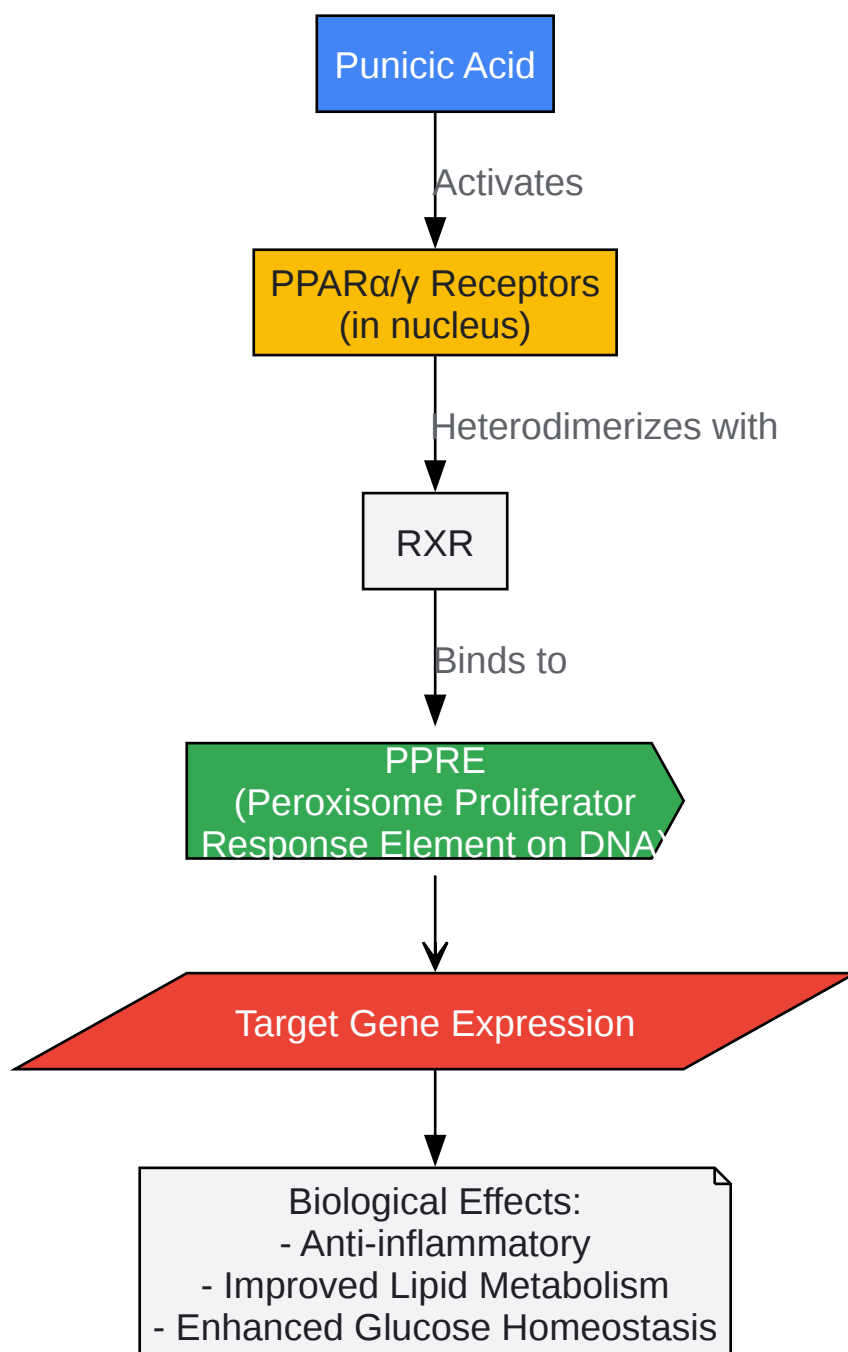 Punicic Acid
Activates
PPARα/γ Receptors
(in nucleus)
Heterodimerizes with
RXR
Binds to
PPRE
(Peroxisome Proliferator
Response Element on DNA)
Target Gene Expression
Biological Effects:
- Anti-inflammatory
- Improved Lipid Metabolism
- Enhanced Glucose Homeostasis